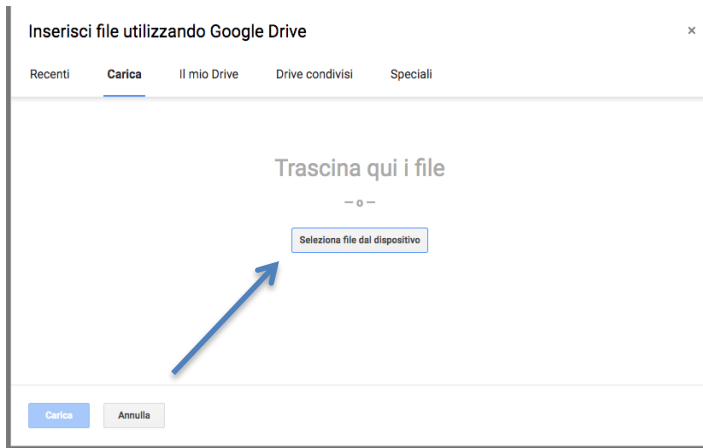 Inserisci file utilizzando Google Drive
×
Recenti Carica Il mio Drive Drive condivisi Speciali
Trascina qui i file
— o —
Seleziona file dal dispositivo
Carica Annulla